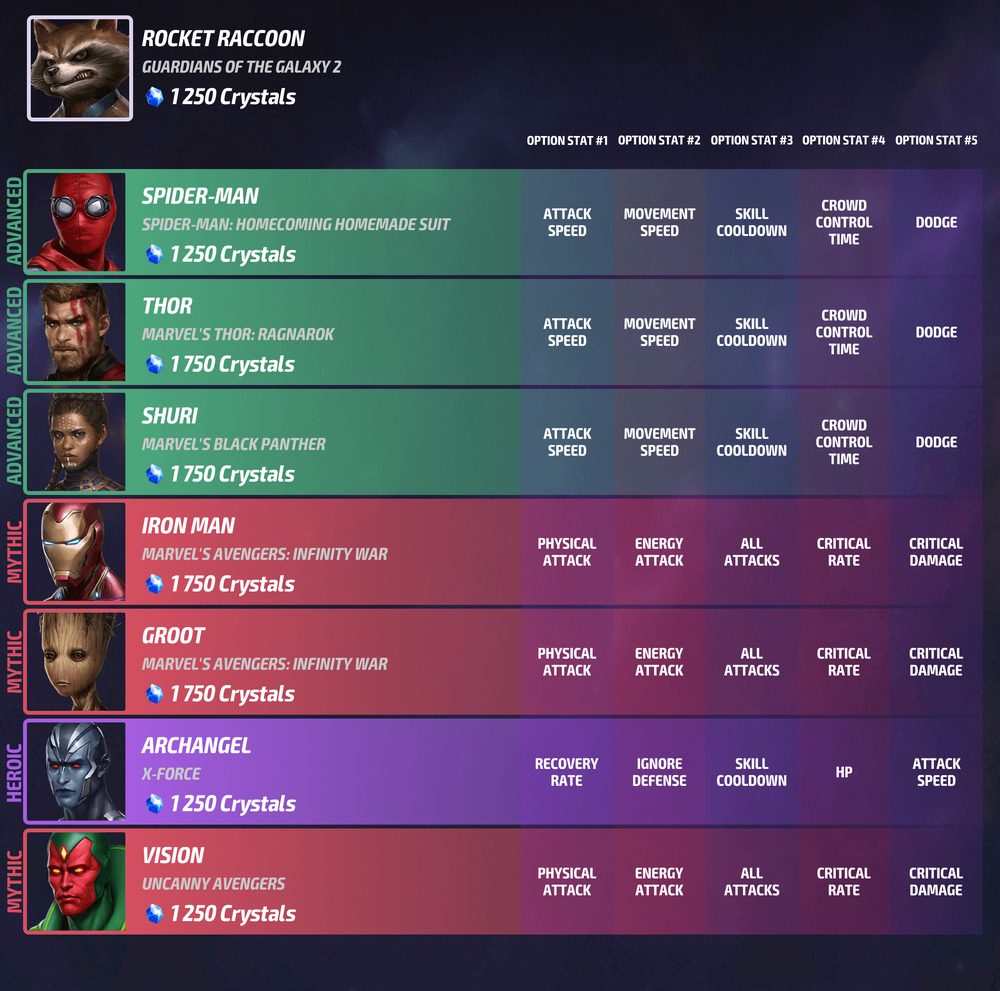 ROCKET RACCOON
GUARDIANS OF THE GALAXY 2
1 250 Crystals
OPTION STAT #1 OPTION STAT #2 OPTION STAT #3 OPTION STAT #4 OPTION STAT #5
ADVANCED
SPIDER-MAN
SPIDER-MAN: HOMECOMING HOMEMADE SUIT
1 250 Crystals
ATTACK
SPEED
MOVEMENT
SPEED
SKILL
COOLDOWN
CROWD
CONTROL
TIME
DODGE
ADVANCED
THOR
MARVEL'S THOR: RAGNAROK
1 750 Crystals
ATTACK
SPEED
MOVEMENT
SPEED
SKILL
COOLDOWN
CROWD
CONTROL
TIME
DODGE
ADVANCED
SHURI
MARVEL'S BLACK PANTHER
1 750 Crystals
ATTACK
SPEED
MOVEMENT
SPEED
SKILL
COOLDOWN
CROWD
CONTROL
TIME
DODGE
MYTHIC
IRON MAN
MARVEL'S AVENGERS: INFINITY WAR
1 750 Crystals
PHYSICAL
ATTACK
ENERGY
ATTACK
ALL
ATTACKS
CRITICAL
RATE
CRITICAL
DAMAGE
MYTHIC
GROOT
MARVEL'S AVENGERS: INFINITY WAR
1 750 Crystals
PHYSICAL
ATTACK
ENERGY
ATTACK
ALL
ATTACKS
CRITICAL
RATE
CRITICAL
DAMAGE
HEROIC
ARCHANGEL
X-FORCE
1 250 Crystals
RECOVERY
RATE
IGNORE
DEFENSE
SKILL
COOLDOWN
HP
ATTACK
SPEED
MYTHIC
VISION
UNCANNY AVENGERS
1 250 Crystals
PHYSICAL
ATTACK
ENERGY
ATTACK
ALL
ATTACKS
CRITICAL
RATE
CRITICAL
DAMAGE